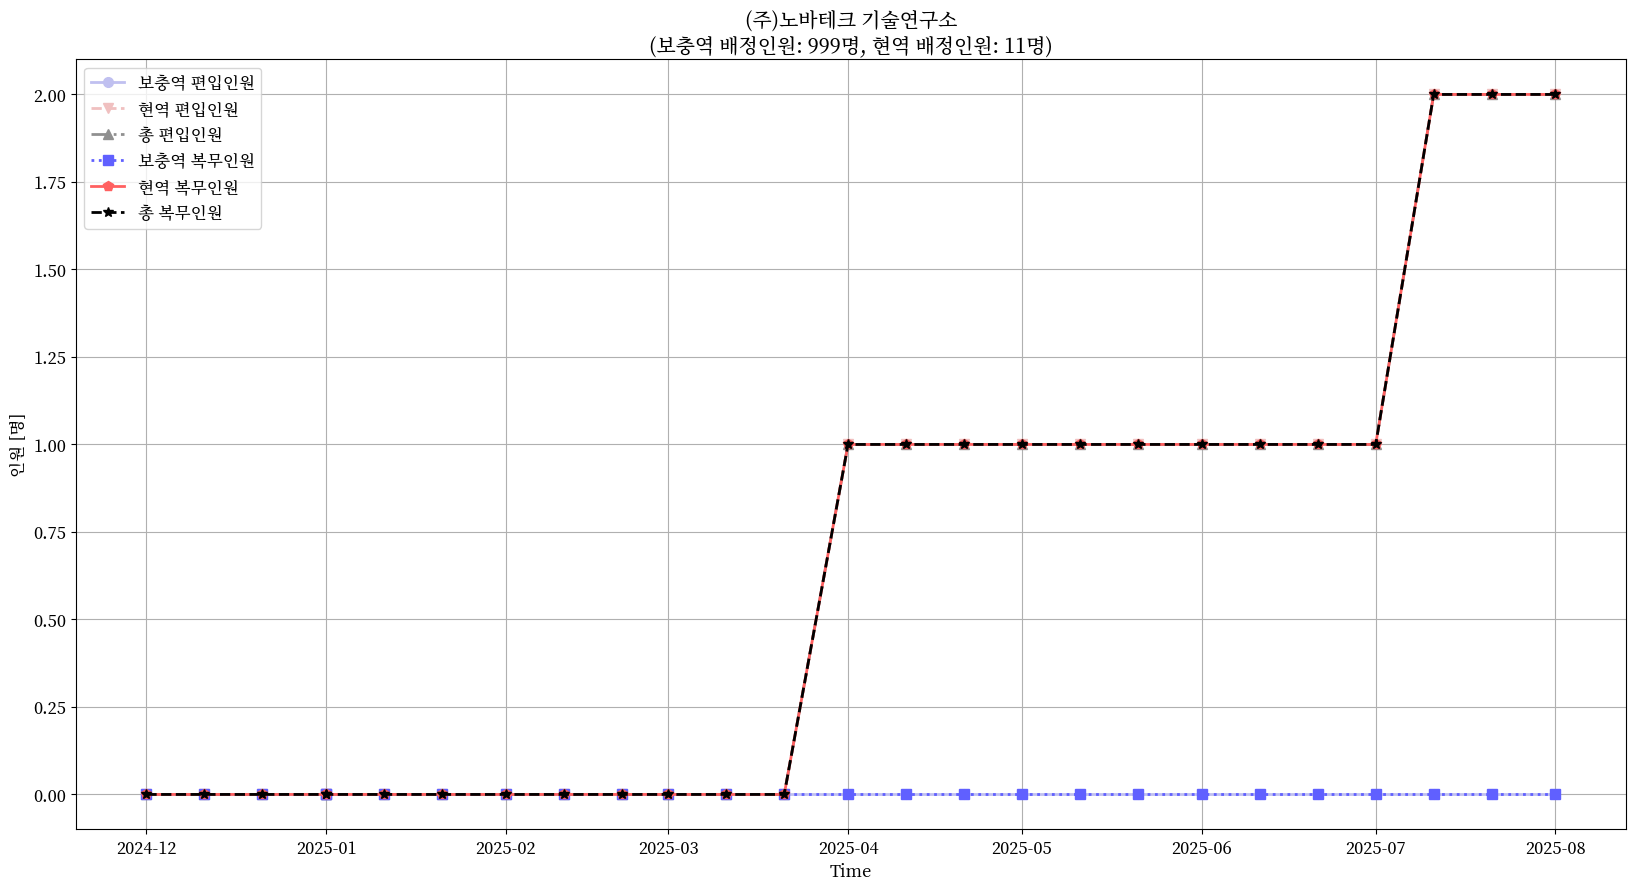 (주)노바테크 기술연구소
(보충역 배정인원: 999명, 현역 배정인원: 11명)
보충역 편입인원
현역 편입인원
총 편입인원
보충역 복무인원
현역 복무인원
총 복무인원
2.00
1.75
1.50
1.25
1.00
0.75
0.50
0.25
0.00
인원 [명]
2024-12
2025-01
2025-02
2025-03
2025-04
2025-05
2025-06
2025-07
2025-08
Time